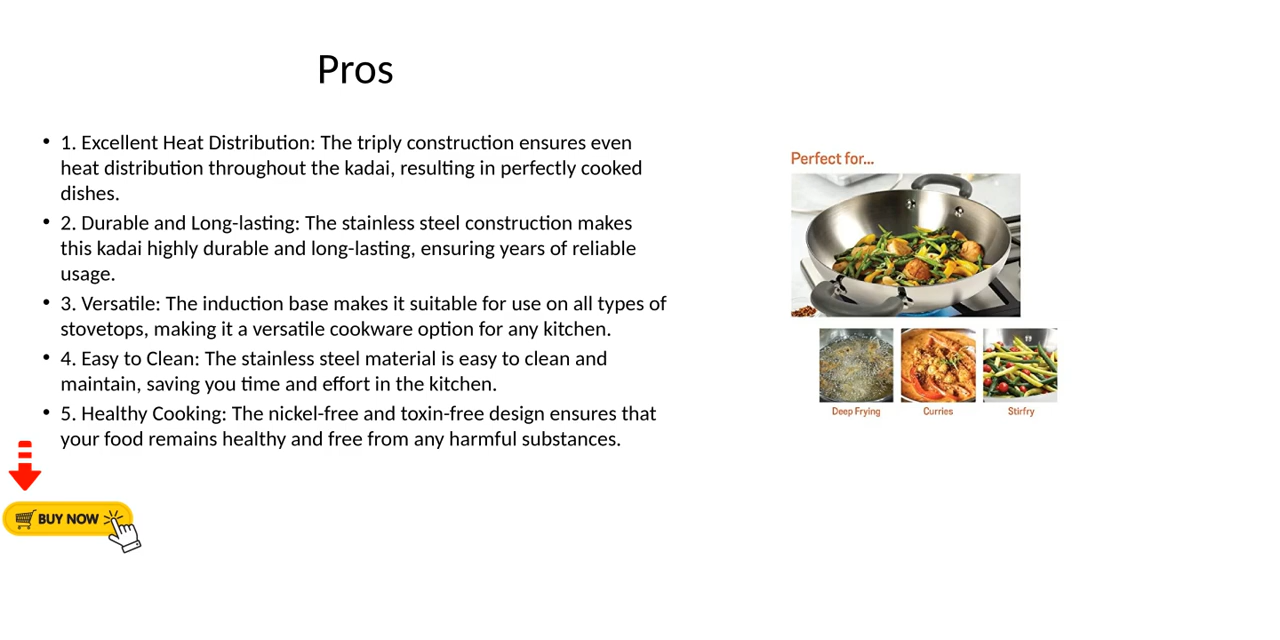 Pros
• 1. Excellent Heat Distribution: The triply construction ensures even
heat distribution throughout the kadai, resulting in perfectly cooked
dishes.
• 2. Durable and Long-lasting: The stainless steel construction makes
this kadai highly durable and long-lasting, ensuring years of reliable
usage.
• 3. Versatile: The induction base makes it suitable for use on all types of
stovetops, making it a versatile cookware option for any kitchen.
• 4. Easy to Clean: The stainless steel material is easy to clean and
maintain, saving you time and effort in the kitchen.
• 5. Healthy Cooking: The nickel-free and toxin-free design ensures that
your food remains healthy and free from any harmful substances.
BUY NOW
Perfect for...
Deep Frying
Curries
Stirfry